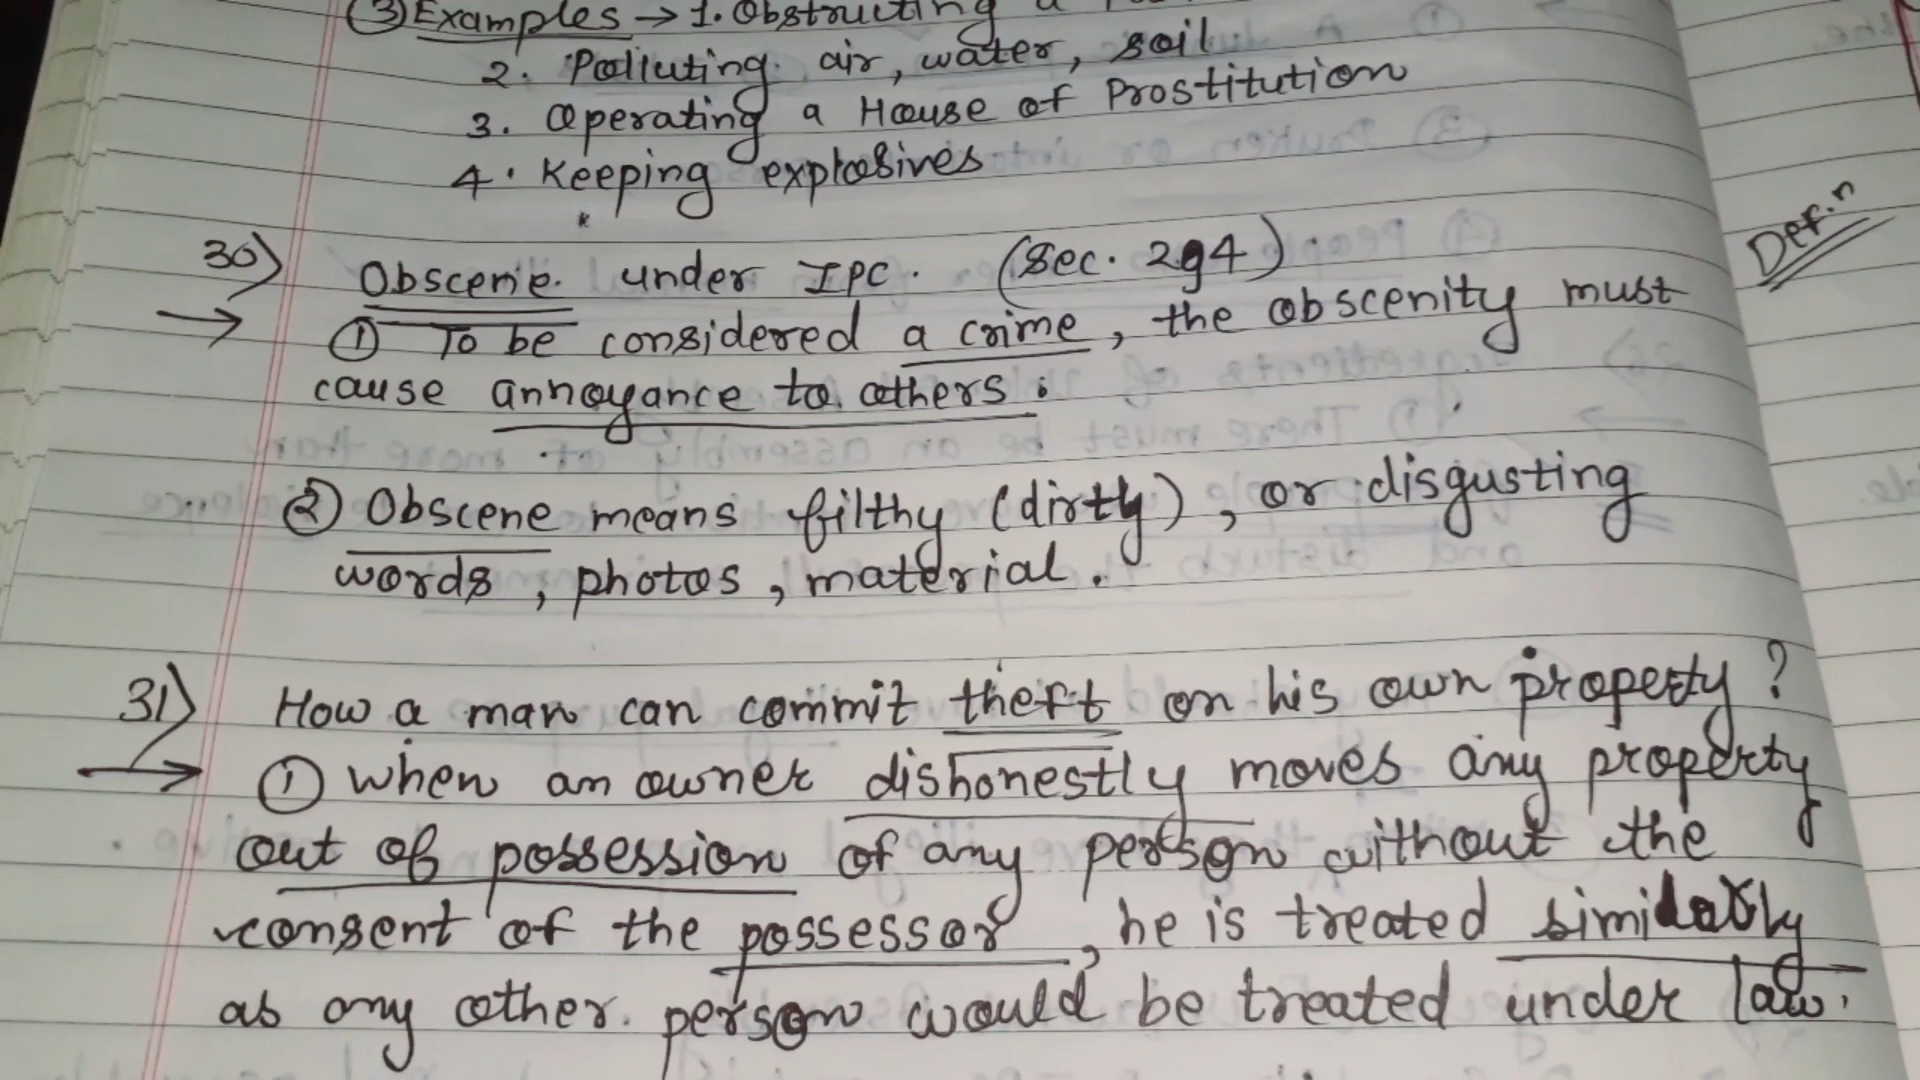 ③ Examples → 1. Obstructing a
2. Polluting air, water, soil
3. Operating a House of Prostitution
4. Keeping explosives
30) Obscene under IPC. (Sec. 294)
Def.n
→ ① To be considered a crime, the obscenity must
cause annoyance to others.
② Obscene means filthy (dirty), or disgusting
words, photos, material.
31) How a man can commit theft on his own property?
→ ① When an owner dishonestly moves any property
out of possession of any person without the
consent of the possessor, he is treated similarly
as any other person would be treated under law.